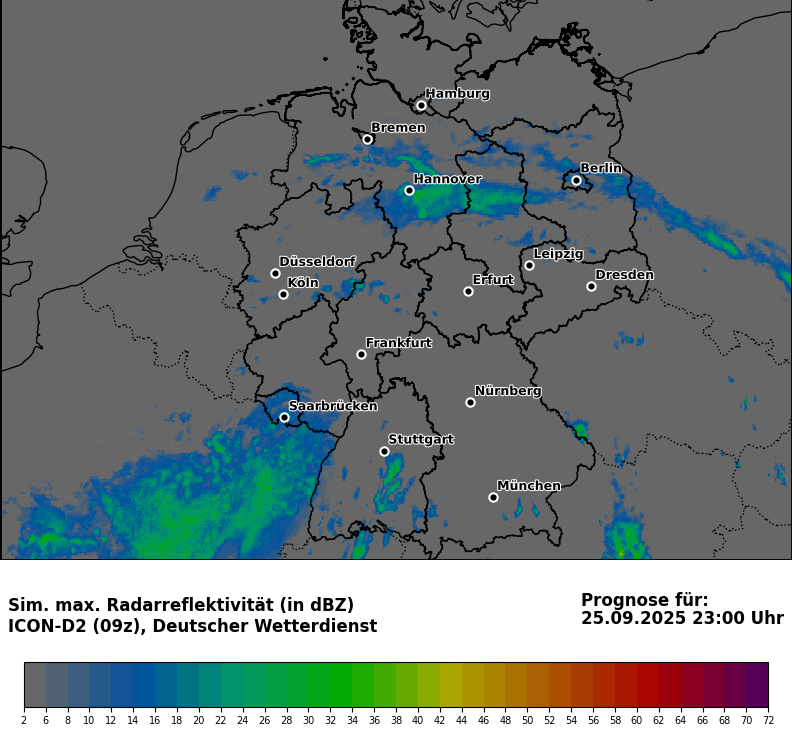 Hamburg
Bremen
Berlin
Hannover
Leipzig
Düsseldorf
Dresden
Köln
Erfurt
Frankfurt
Nürnberg
Saarbrücken
Stuttgart
München
Sim. max. Radarreflektivität (in dBZ)
ICON-D2 (09z), Deutscher Wetterdienst
Prognose für:
25.09.2025 23:00 Uhr
2 6 8 10 12 14 16 18 20 22 24 26 28 30 32 34 36 38 40 42 44 46 48 50 52 54 56 58 60 62 64 66 68 70 72